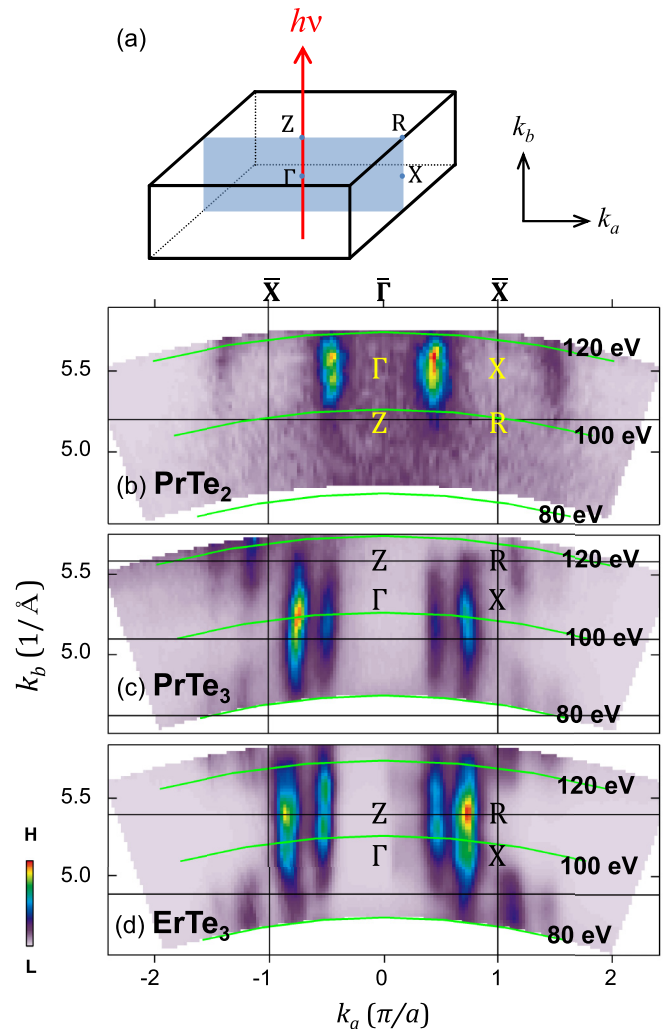 (a)
hν
Z
R
Γ
X
k_b
k_a
X̄ Γ̄ X̄
5.5
5.0
120 eV
Γ X
Z R
100 eV
80 eV
(b) PrTe₂
5.5
5.0
120 eV
Z R
Γ X
100 eV
80 eV
(c) PrTe₃
k_b (1/Å)
5.5
5.0
120 eV
Z R
Γ X
100 eV
80 eV
(d) ErTe₃
H
L
-2 -1 0 1 2
k_a (π/a)